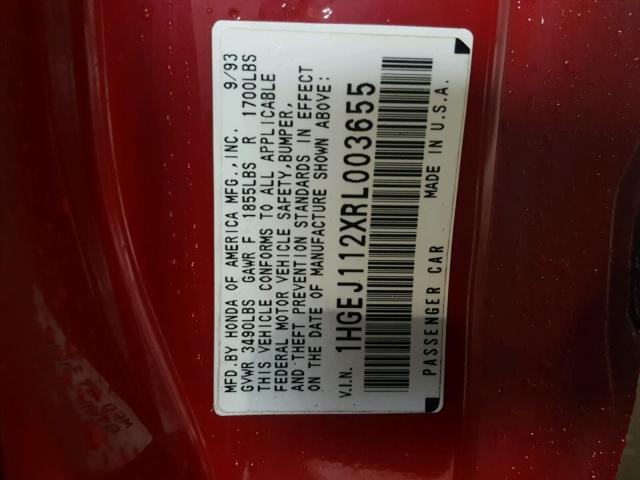 MFD.BY HONDA OF AMERICA MFG.,INC. 9/93
GVWR 3480LBS GAWR F 1855LBS R 1700LBS
THIS VEHICLE CONFORMS TO ALL APPLICABLE
FEDERAL MOTOR VEHICLE SAFETY,BUMPER,
AND THEFT PREVENTION STANDARDS IN EFFECT
ON THE DATE OF MANUFACTURE SHOWN ABOVE:
V.I.N. 1HGEJ112XRL003655
PASSENGER CAR MADE IN U.S.A.